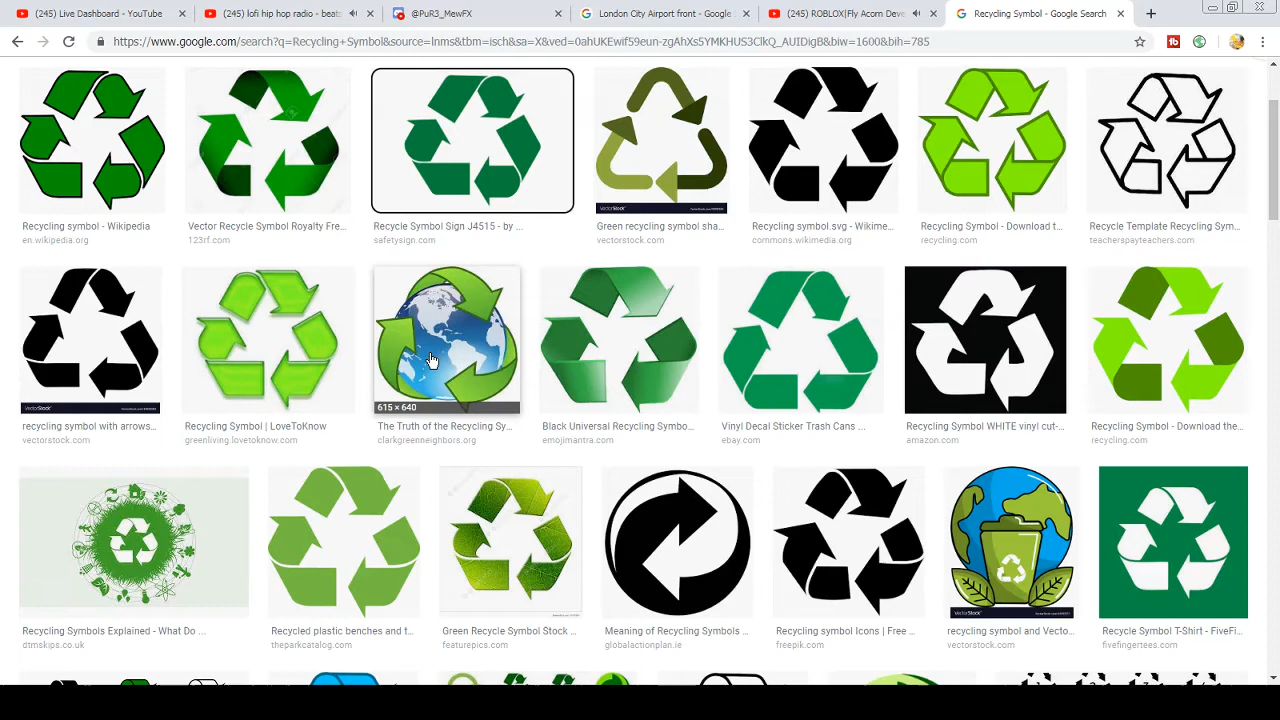 (245) Live Dashboard - YouTube
(245) lofi hip hop radio - beats
London City Airport front - Google S
(245) ROBLOX|Fly Acorn Deve
Recycling Symbol - Google Search
https://www.google.com/search?q=Recycling+Symbol&source=lnms&tbm=isch&sa=X&ved=0ahUKEwif59eun-zgAhXs5YMKHUS3ClkQ_AUIDigB&biw=1600&bih=785
Recycling symbol - Wikipedia
en.wikipedia.org
Vector Recycle Symbol Royalty Fre...
123rf.com
Recycle Symbol Sign J4515 - by ...
safetysign.com
VectorStock
Green recycling symbol sha...
vectorstock.com
Recycling symbol.svg - Wikime...
commons.wikimedia.org
Recycling Symbol - Download t...
recycling.com
Recycle Template Recycling Sym...
teacherspayteachers.com
VectorStock
recycling symbol with arrows...
vectorstock.com
Recycling Symbol | LoveToKnow
greenliving.lovetoknow.com
615 × 640
The Truth of the Recycling Sy...
clarkgreenneighbors.org
Black Universal Recycling Symbo...
emojimantra.com
Vinyl Decal Sticker Trash Cans ...
ebay.com
Recycling Symbol WHITE vinyl cut-...
amazon.com
Recycling Symbol - Download the...
recycling.com
Recycling Symbols Explained - What Do ...
dtmskips.co.uk
Recycled plastic benches and t...
theparkcatalog.com
Green Recycle Symbol Stock ...
featurepics.com
Meaning of Recycling Symbols ...
globalactionplan.ie
Recycling symbol Icons | Free ...
freepik.com
VectorStock
recycling symbol and Vecto...
vectorstock.com
Recycle Symbol T-Shirt - FiveFi...
fivefingertees.com